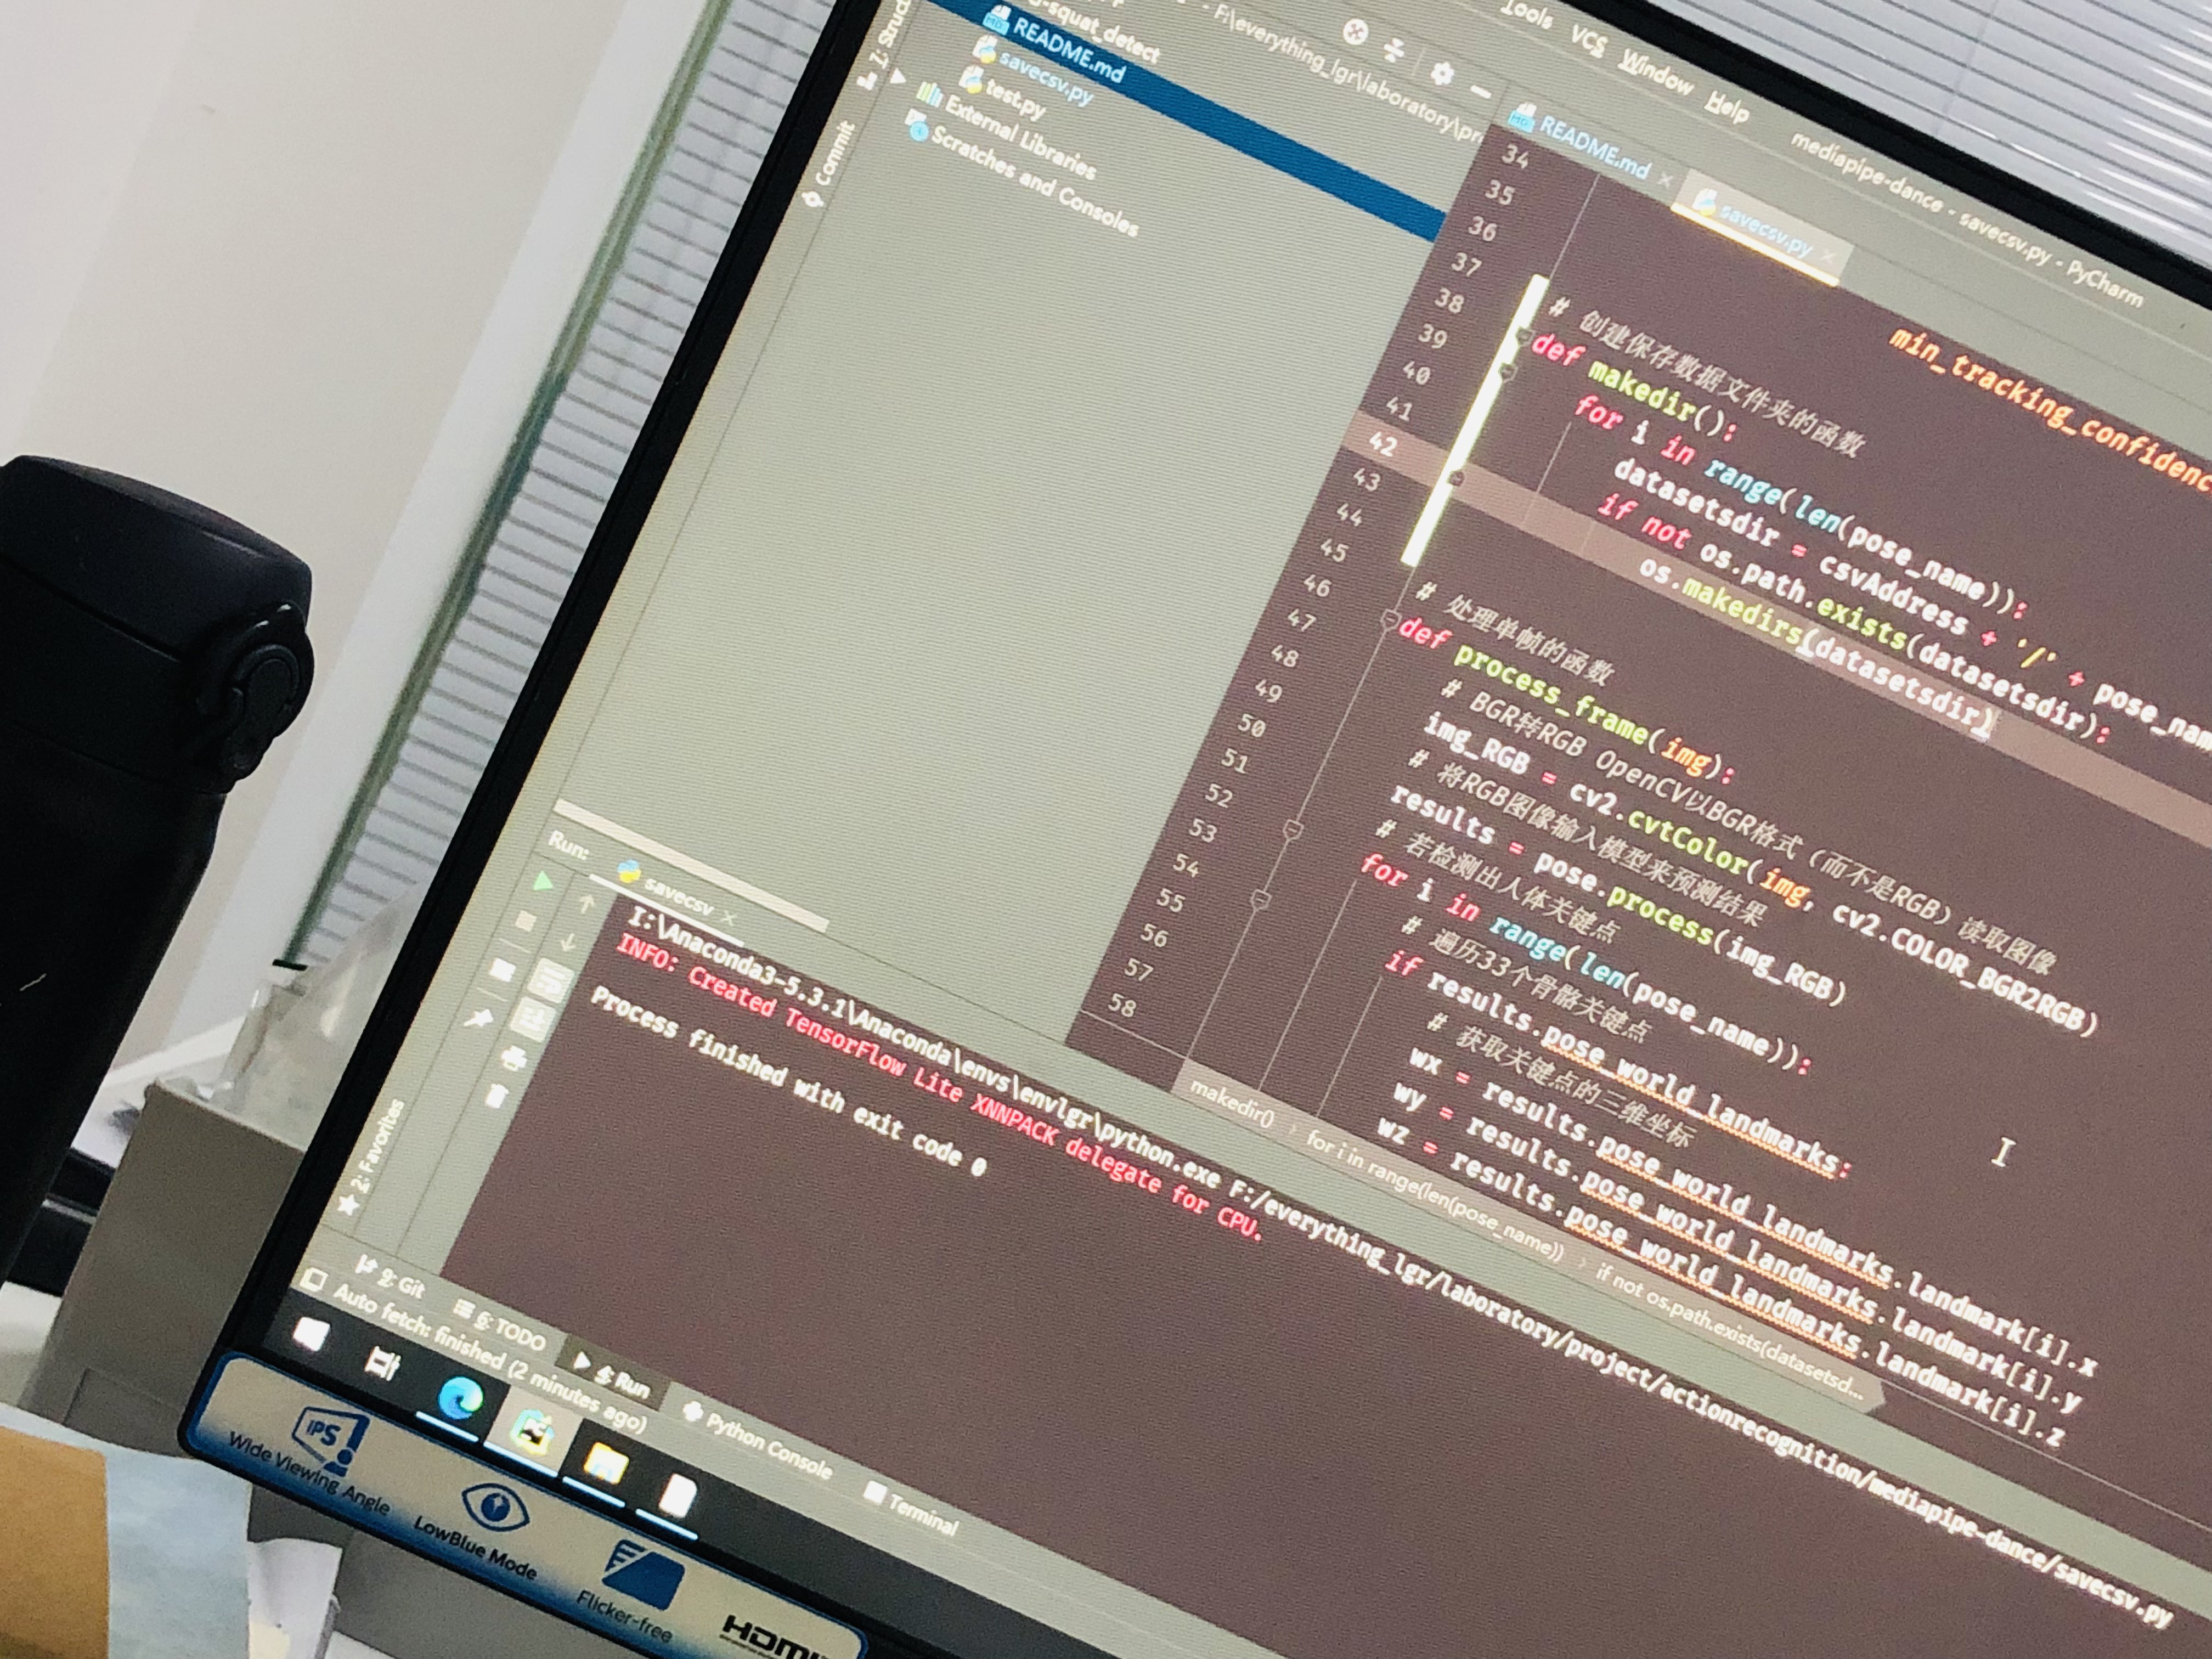 Tools VCS Window Help
mediapipe-dance - savecsv.py - PyCharm
F:\everything_lgr\laboratory\pro
squat_detect
README.md
savecsv.py
test.py
External Libraries
Scratches and Consoles
Commit
README.md
savecsv.py
34
35
36
37
38
39
40
41
42
43
44
45
46
47
48
49
50
51
52
53
54
55
56
57
58
min_tracking_confidenc
# 创建保存数据文件夹的函数
def makedir():
for i in range(len(pose_name)):
datasetsdir = csvAddress + '/' + pose_nam
if not os.path.exists(datasetsdir):
os.makedirs(datasetsdir)
# 处理单帧的函数
def process_frame(img):
# BGR转RGB OpenCV以BGR格式（而不是RGB）读取图像
img_RGB = cv2.cvtColor(img, cv2.COLOR_BGR2RGB)
# 将RGB图像输入模型来预测结果
results = pose.process(img_RGB)
# 若检测出人体关键点
for i in range(len(pose_name)):
# 遍历33个骨骼关键点
if results.pose_world_landmarks:
# 获取关键点的三维坐标
wx = results.pose_world_landmarks.landmark[i].x
wy = results.pose_world_landmarks.landmark[i].y
wz = results.pose_world_landmarks.landmark[i].z
makedir() › for i in range(len(pose_name)) › if not os.path.exists(datasetsd...
Run: savecsv
I:\Anaconda3-5.3.1\Anaconda\envs\envlgr\python.exe F:/everything_lgr/laboratory/project/actionrecognition/mediapipe-dance/savecsv.py
INFO: Created TensorFlow Lite XNNPACK delegate for CPU.
Process finished with exit code 0
2: Favorites
9: Git 6: TODO 4: Run Python Console Terminal
Auto fetch: finished (2 minutes ago)
IPS
Wide Viewing Angle
LowBlue Mode
Flicker-free
HDMI